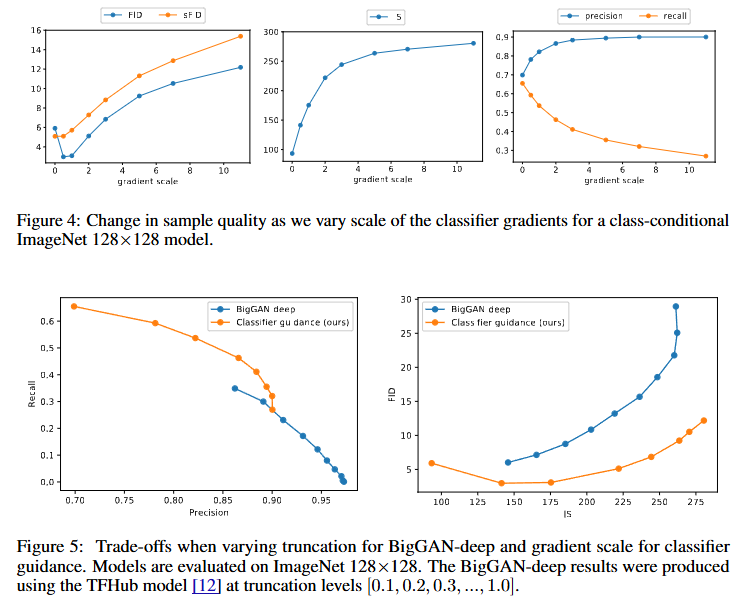 FID sFID
16
14
12
10
8
6
4
0 2 4 6 8 10
gradient scale
5
300
250
200
150
100
0 2 4 6 8 10
gradient scale
precision recall
0.9
0.8
0.7
0.6
0.5
0.4
0.3
0 2 4 6 8 10
gradient scale
Figure 4: Change in sample quality as we vary scale of the classifier gradients for a class-conditional
ImageNet 128×128 model.
BigGAN deep
Classifier gu dance (ours)
0.6
0.5
0.4
0.3
0.2
0.1
0.0
Recall
0.70 0.75 0.80 0.85 0.90 0.95
Precision
BigGAN deep
Class fier guidance (ours)
30
25
20
15
10
5
FID
100 125 150 175 200 225 250 275
IS
Figure 5: Trade-offs when varying truncation for BigGAN-deep and gradient scale for classifier
guidance. Models are evaluated on ImageNet 128×128. The BigGAN-deep results were produced
using the TFHub model [12] at truncation levels [0.1, 0.2, 0.3, ..., 1.0].